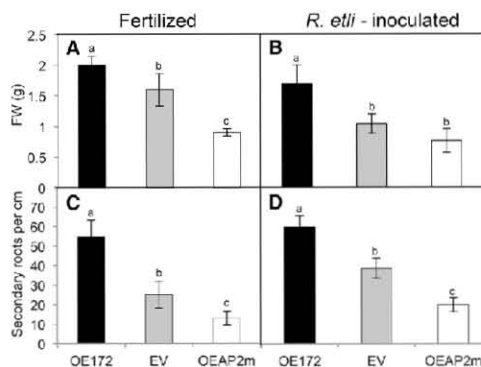 Fertilized
R. etli - inoculated
A
B
FW (g)
2.5
2
1.5
1
0.5
0
a
b
c
a
b
b
C
D
Secondary roots per cm
70
60
50
40
30
20
10
0
a
b
c
a
b
c
OE172 EV OEAP2m OE172 EV OEAP2m